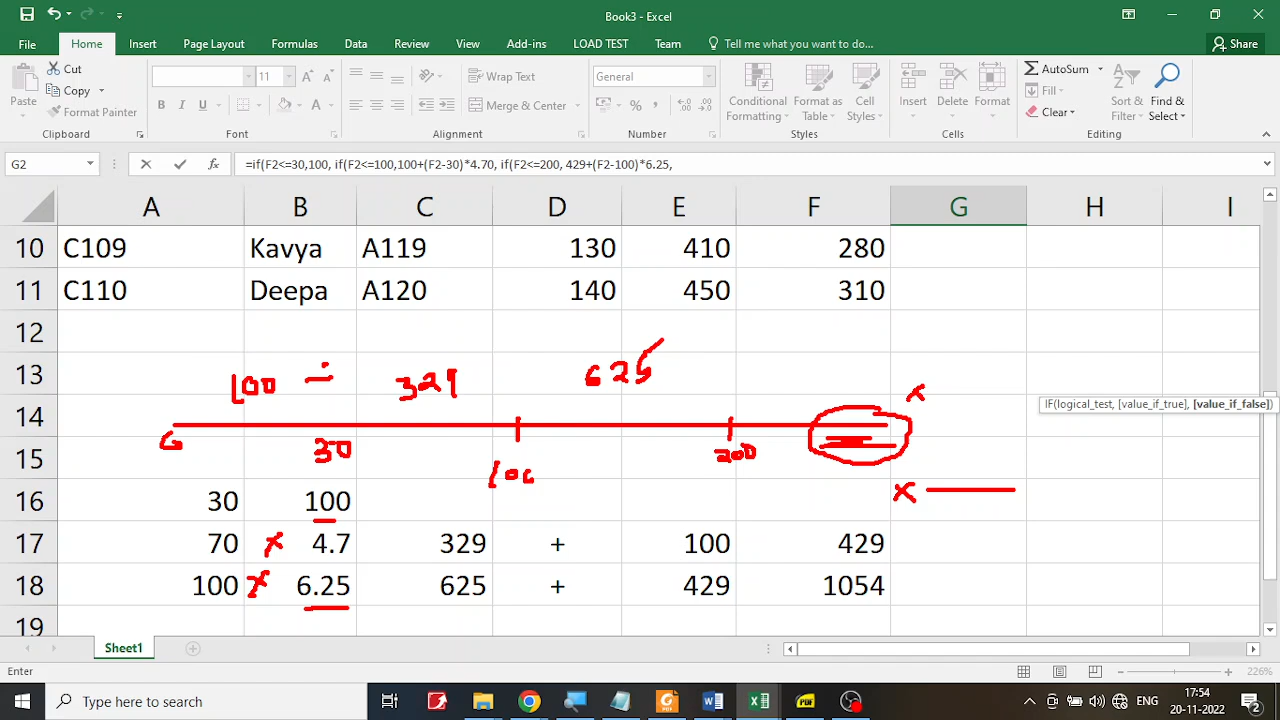 Book3 - Excel
File Home Insert Page Layout Formulas Data Review View Add-ins LOAD TEST Team Tell me what you want to do... Share
Paste Cut Copy Format Painter
11
Wrap Text Merge & Center
General
Conditional Formatting Format as Table Cell Styles
Insert Delete Format
AutoSum Fill Clear
Sort & Filter Find & Select
Clipboard Font Alignment Number Styles Cells Editing
G2 fx =if(F2<=30,100, if(F2<=100,100+(F2-30)*4.70, if(F2<=200, 429+(F2-100)*6.25,
A B C D E F G H I
10 C109 Kavya A119 130 410 280
11 C110 Deepa A120 140 450 310
12
13 100 329 625
14 x
IF(logical_test, [value_if_true], [value_if_false])
15 30 100 200
16 30 100 x
17 70 x 4.7 329 + 100 429
18 100 x 6.25 625 + 429 1054
19
Sheet1
Enter 226%
Type here to search ENG 17:54 20-11-2022 2